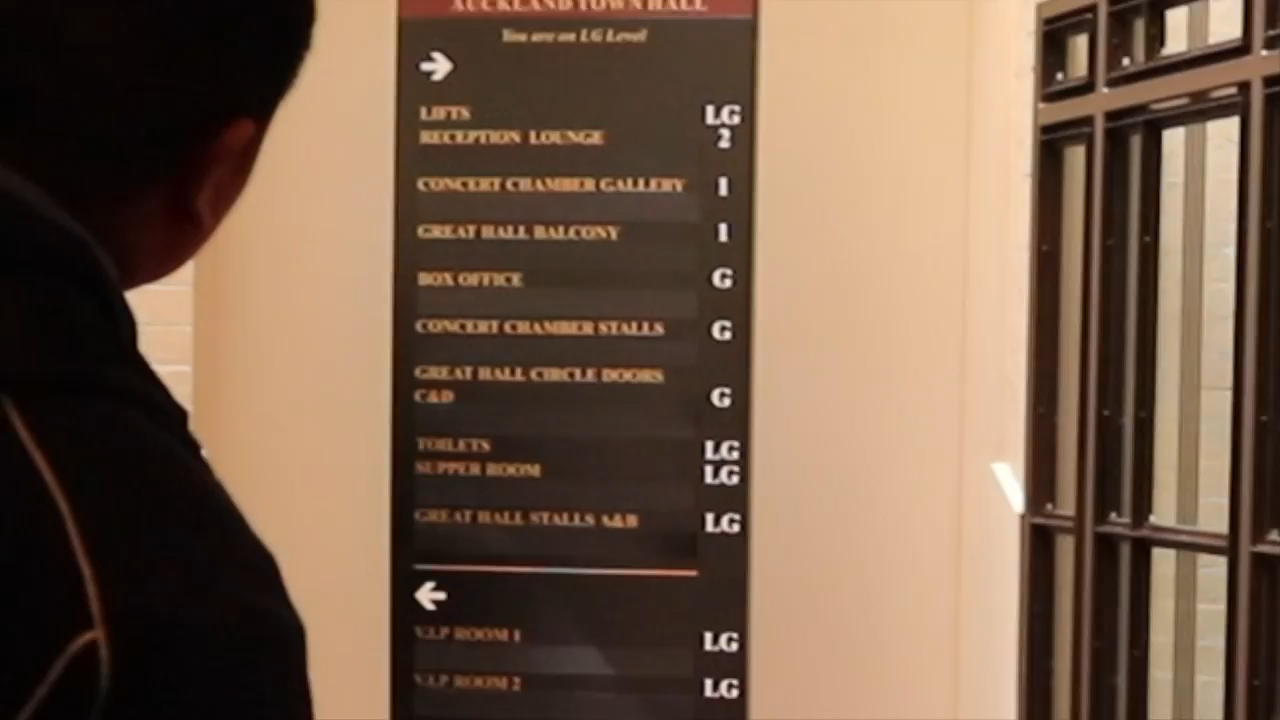 AUCKLAND TOWN HALL
You are on LG Level
LIFTS LG
RECEPTION LOUNGE 2
CONCERT CHAMBER GALLERY 1
GREAT HALL BALCONY 1
BOX OFFICE G
CONCERT CHAMBER STALLS G
GREAT HALL CIRCLE DOORS
C&D G
TOILETS LG
SUPPER ROOM LG
GREAT HALL STALLS A&B LG
V.I.P ROOM 1 LG
V.I.P ROOM 2 LG